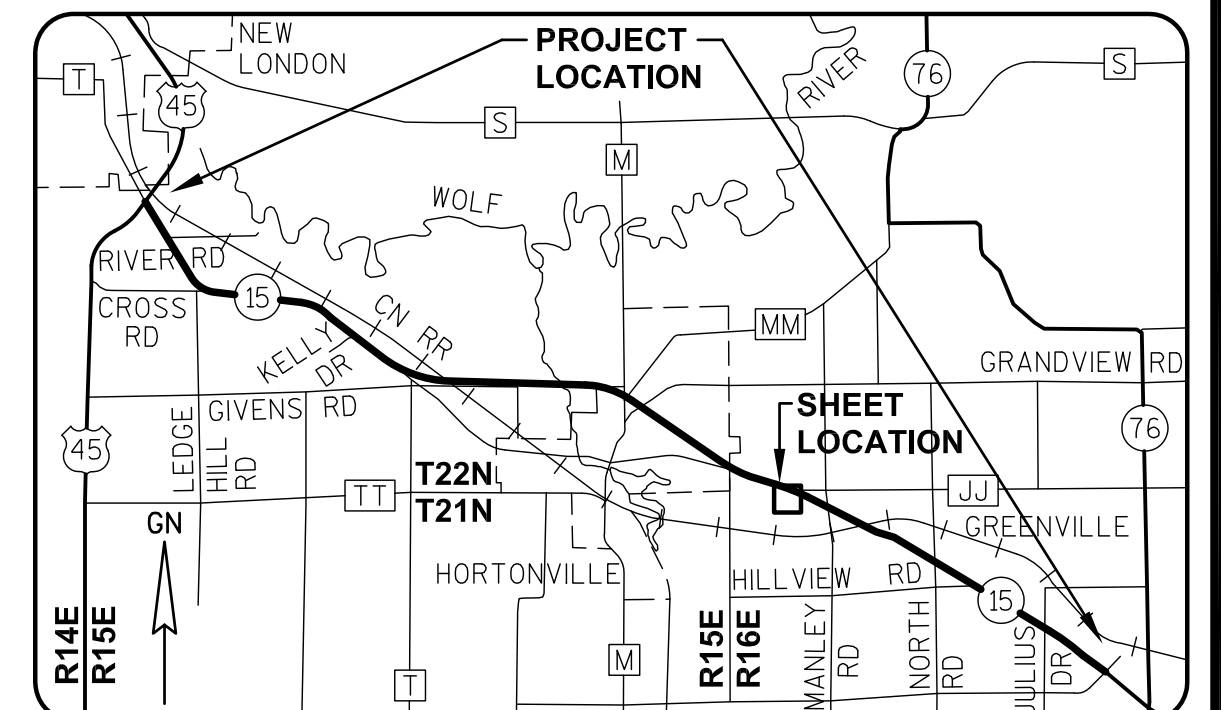 NEW
LONDON
PROJECT
LOCATION
RIVER
76
S
T
45
S
M
WOLF
RIVER RD
15
CROSS
RD
CN RR
KELLY
DR
MM
GRANDVIEW RD
GIVENS RD
SHEET
LOCATION
76
45
LEDGE
HILL
RD
T22N
T21N
TT
JJ
GREENVILLE
GN
HORTONVILLE
HILLVIEW RD
15
R14E
R15E
R15E
R16E
MANLEY
RD
NORTH
RD
JULIUS
DR
M
T